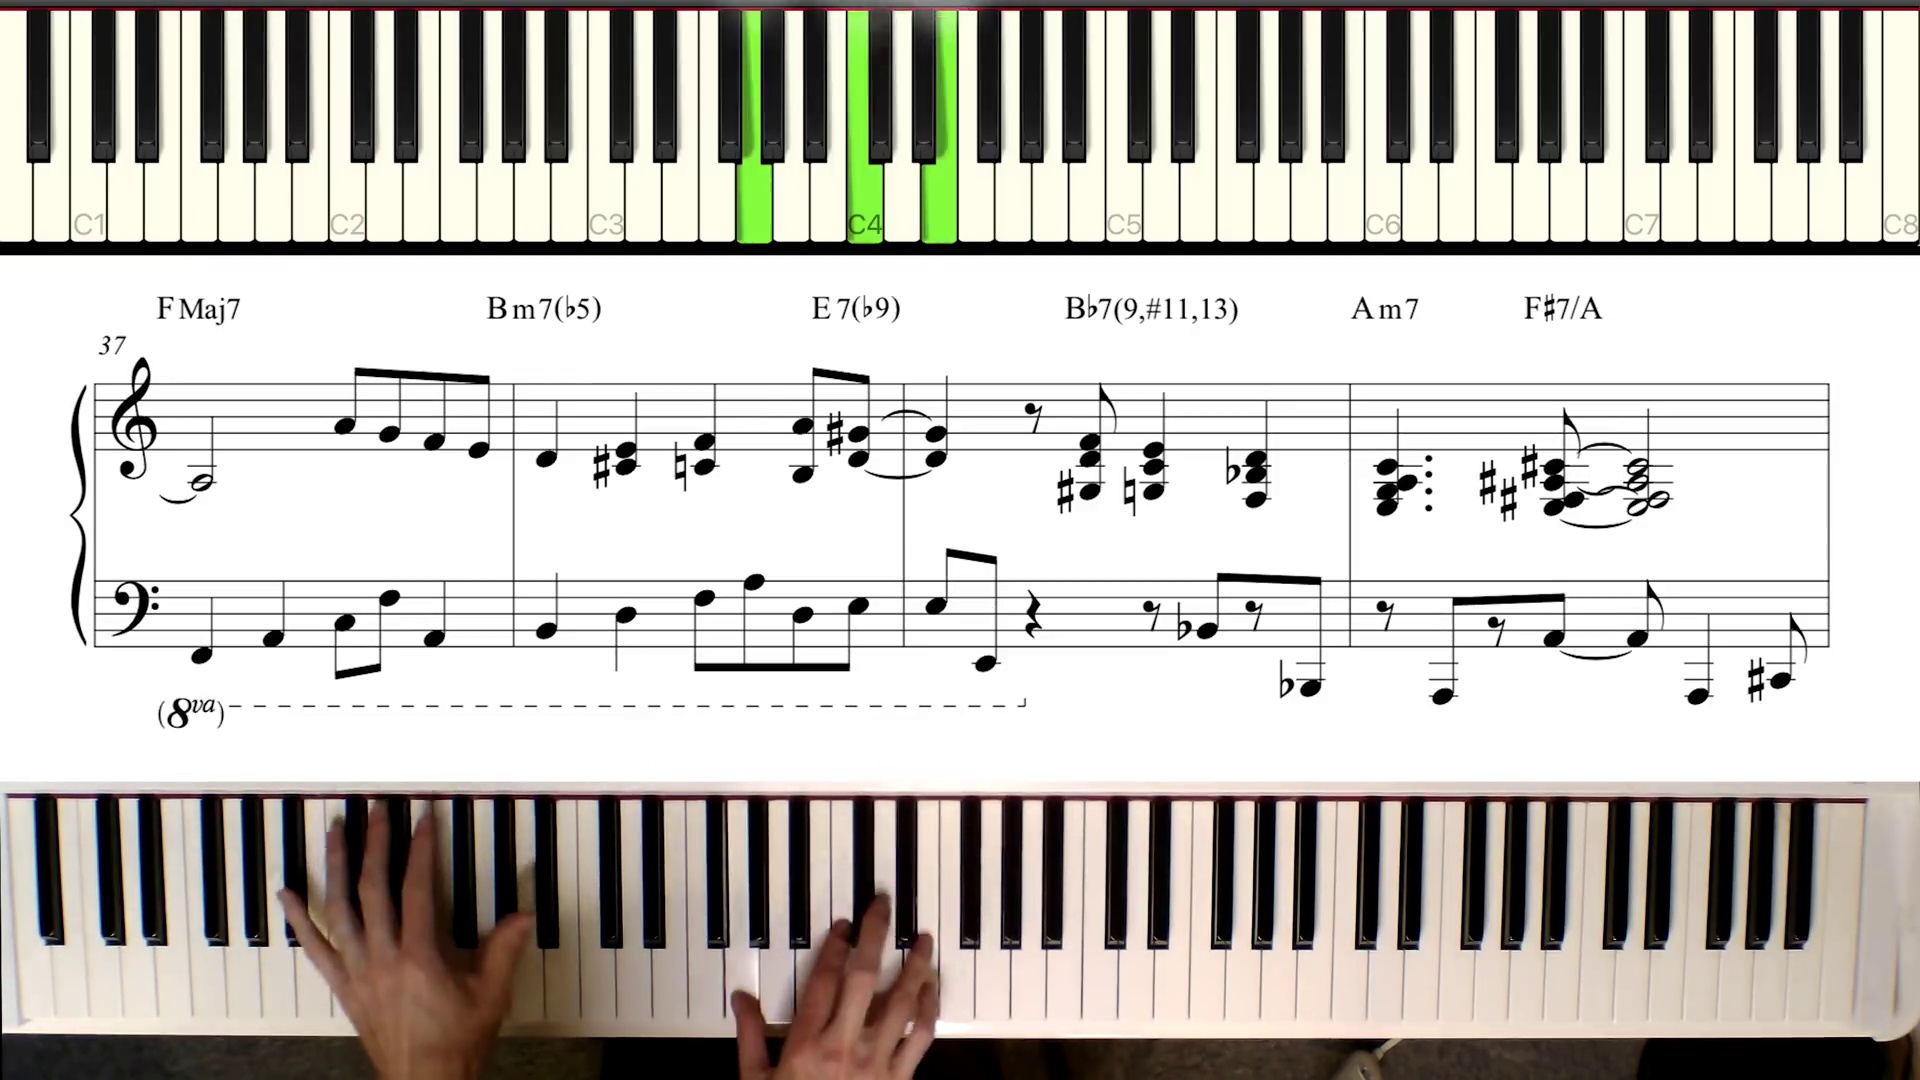 C1 C2 C3 C4 C5 C6 C7 C8
F Maj7 B m7(♭5) E 7(♭9) B♭7(9,#11,13) A m7 F♯7/A
37
(8va)